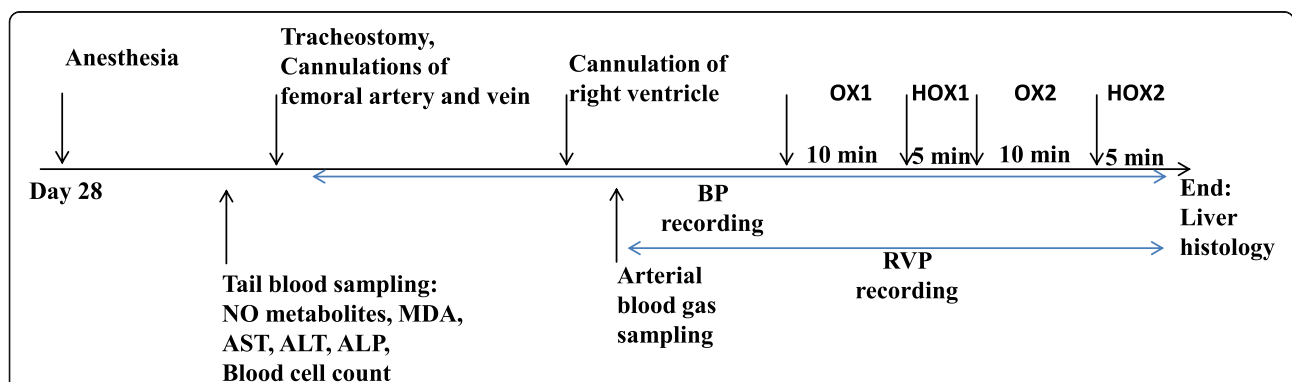 Anesthesia
Tracheostomy,
Cannulations of
femoral artery and vein
Cannulation of
right ventricle
OX1
HOX1
OX2
HOX2
10 min
5 min
10 min
5 min
Day 28
BP
recording
End:
Liver
histology
RVP
recording
Tail blood sampling:
NO metabolites, MDA,
AST, ALT, ALP,
Blood cell count
Arterial
blood gas
sampling